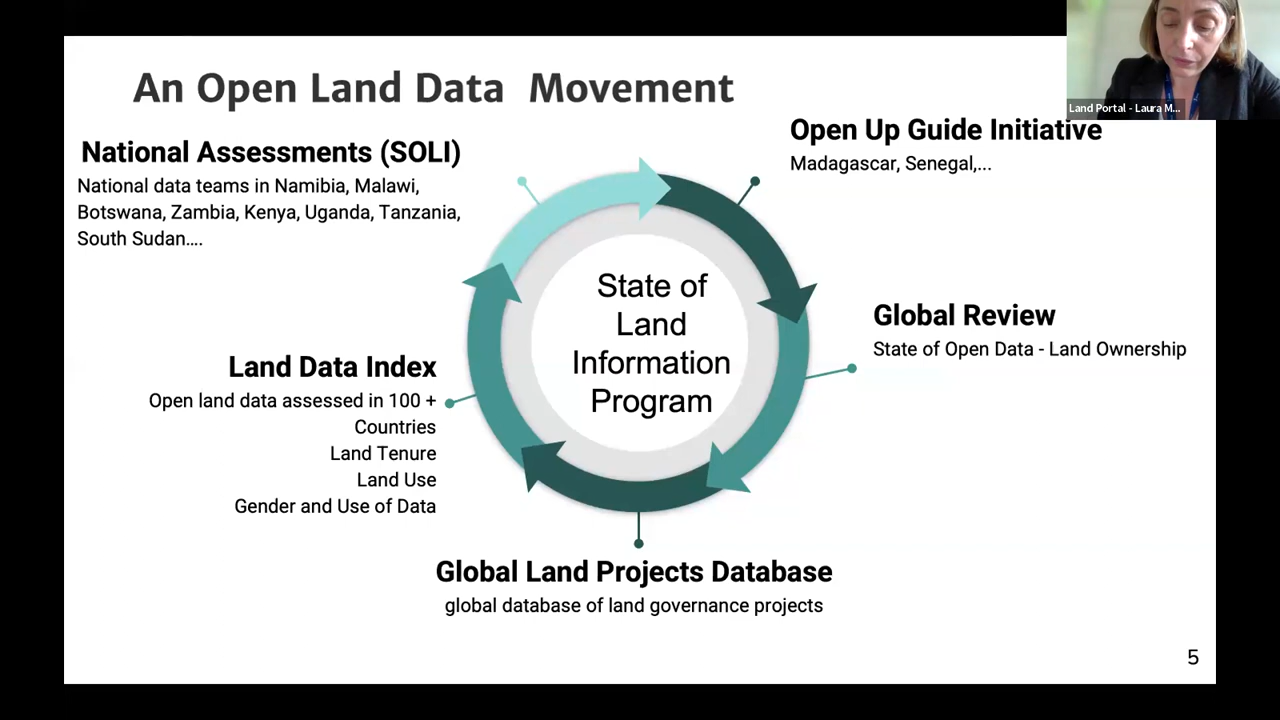 An Open Land Data Movement
Land Portal - Laura M...
National Assessments (SOLI)
National data teams in Namibia, Malawi,
Botswana, Zambia, Kenya, Uganda, Tanzania,
South Sudan....
Open Up Guide Initiative
Madagascar, Senegal,...
State of
Land
Information
Program
Global Review
State of Open Data - Land Ownership
Land Data Index
Open land data assessed in 100 +
Countries
Land Tenure
Land Use
Gender and Use of Data
Global Land Projects Database
global database of land governance projects
5